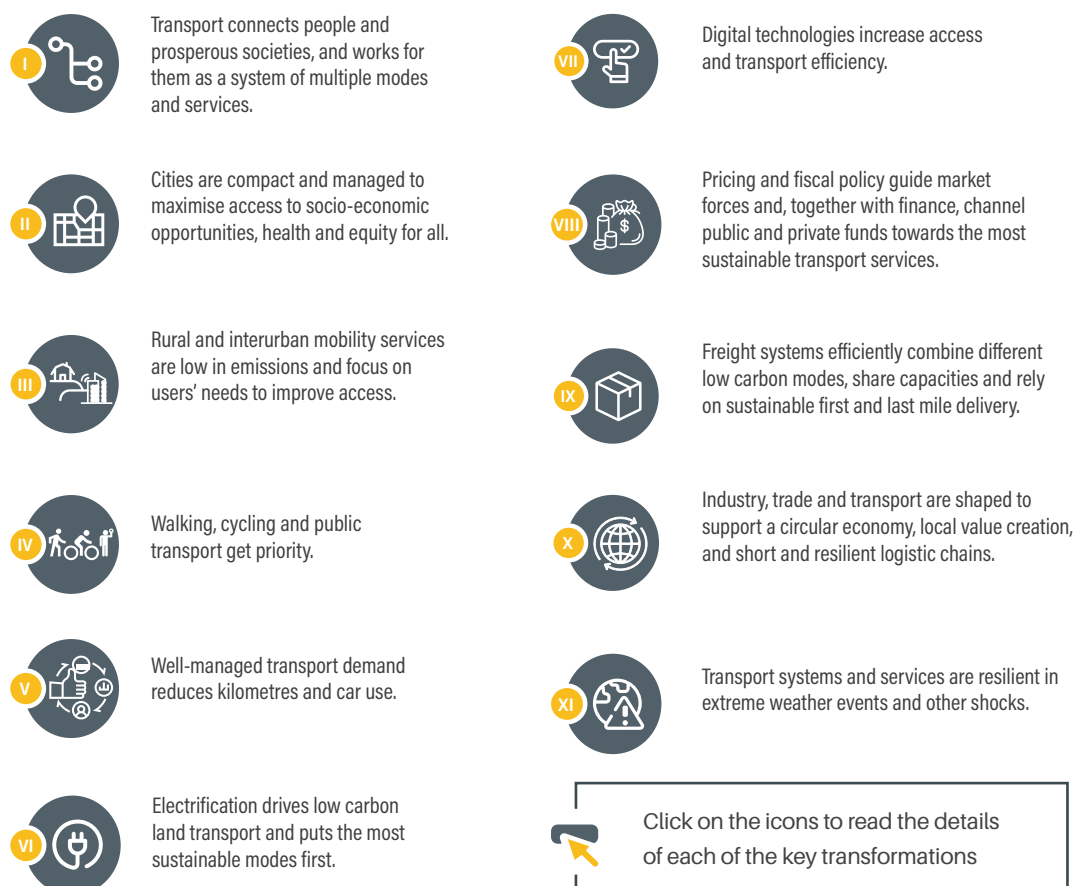 I
Transport connects people and
prosperous societies, and works for
them as a system of multiple modes
and services.
II
Cities are compact and managed to
maximise access to socio-economic
opportunities, health and equity for all.
III
Rural and interurban mobility services
are low in emissions and focus on
users’ needs to improve access.
IV
Walking, cycling and public
transport get priority.
V
Well-managed transport demand
reduces kilometres and car use.
VI
Electrification drives low carbon
land transport and puts the most
sustainable modes first.
VII
Digital technologies increase access
and transport efficiency.
VIII
$
Pricing and fiscal policy guide market
forces and, together with finance, channel
public and private funds towards the most
sustainable transport services.
IX
Freight systems efficiently combine different
low carbon modes, share capacities and rely
on sustainable first and last mile delivery.
X
Industry, trade and transport are shaped to
support a circular economy, local value creation,
and short and resilient logistic chains.
XI
Transport systems and services are resilient in
extreme weather events and other shocks.
Click on the icons to read the details
of each of the key transformations